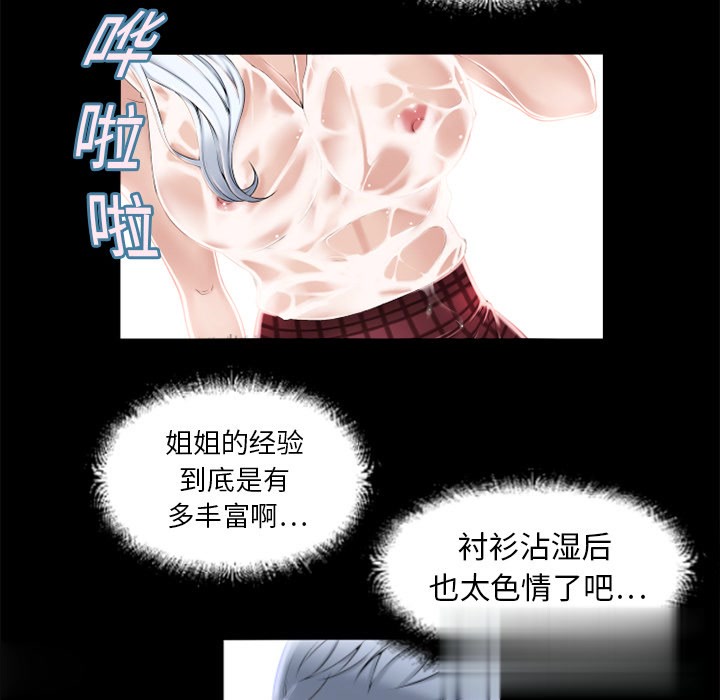 哗
啦
啦
姐姐的经验
到底是有
多丰富啊...
衬衫沾湿后
也太色情了吧...